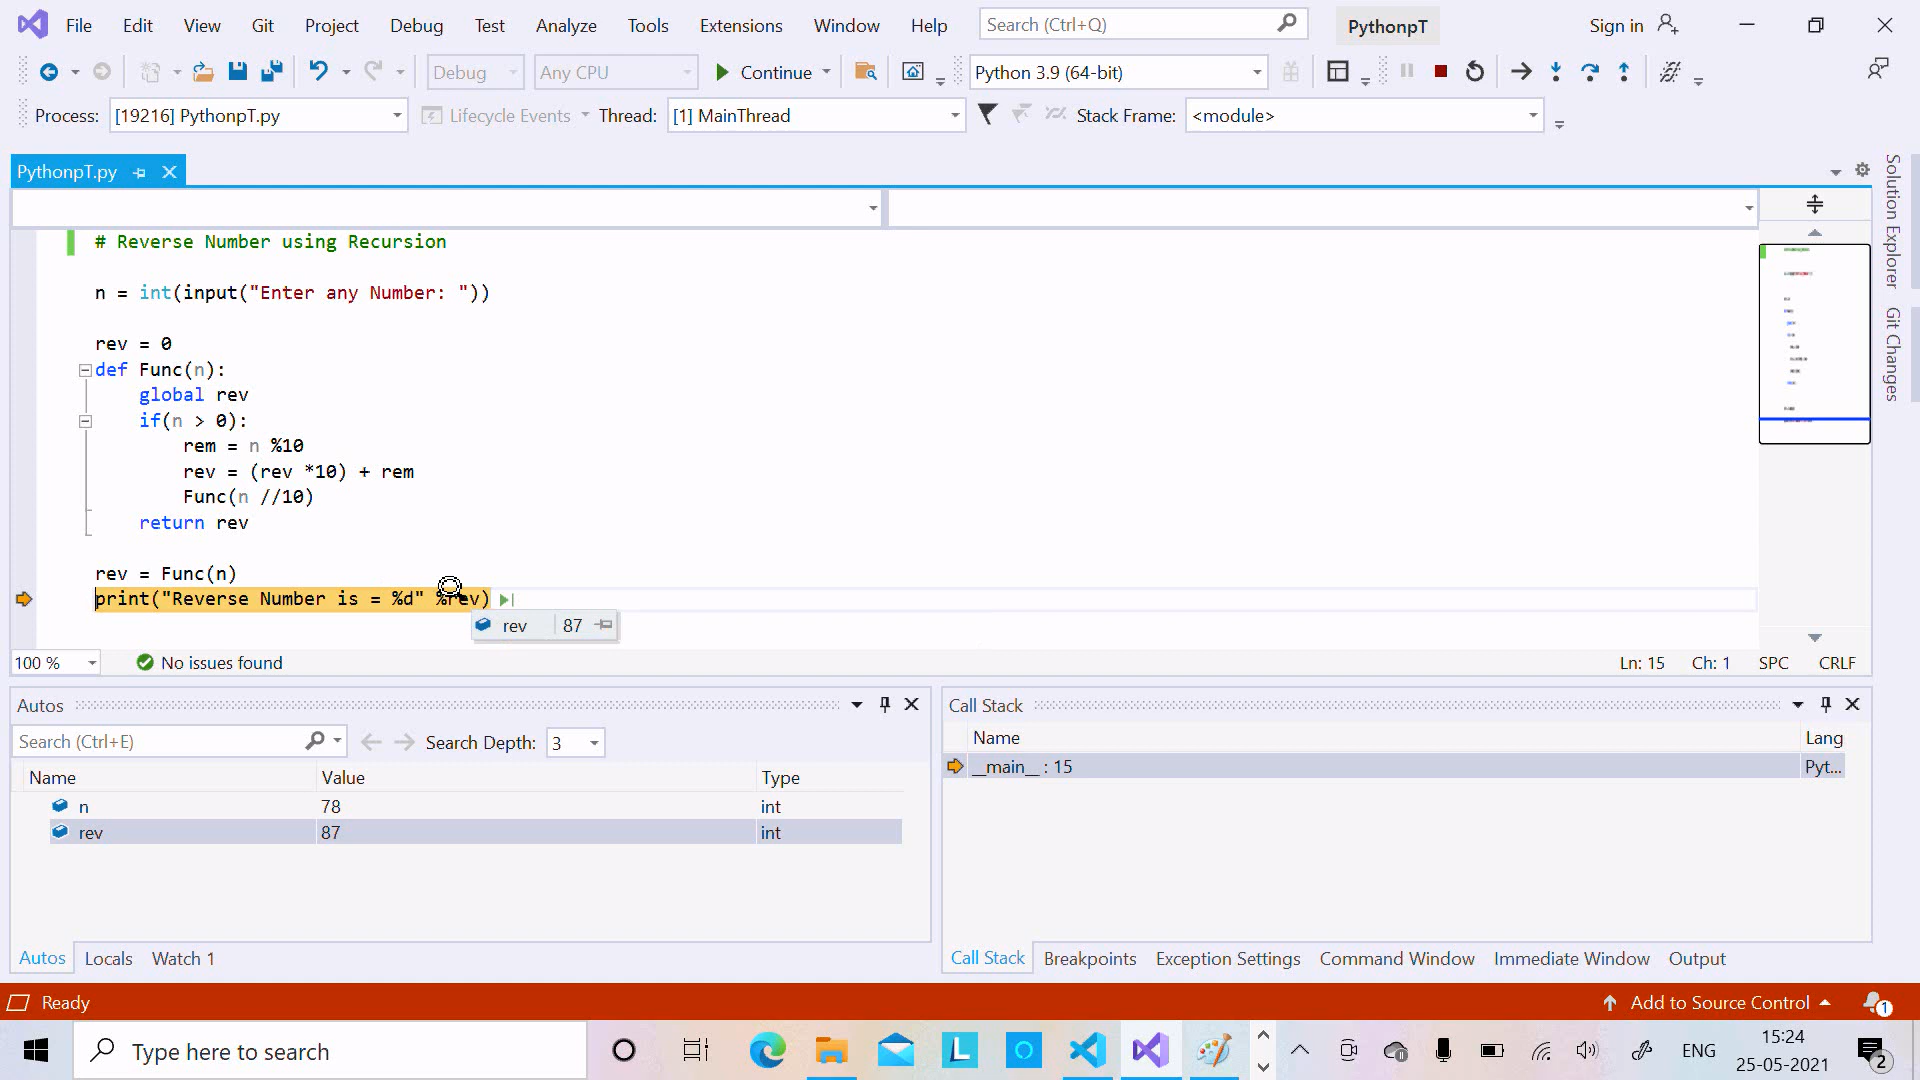 File Edit View Git Project Debug Test Analyze Tools Extensions Window Help Search (Ctrl+Q) PythonpT Sign in
Debug Any CPU Continue Python 3.9 (64-bit)
Process: [19216] PythonpT.py Lifecycle Events Thread: [1] MainThread Stack Frame: <module>
PythonpT.py
# Reverse Number using Recursion
n = int(input("Enter any Number: "))
rev = 0
def Func(n):
global rev
if(n > 0):
rem = n %10
rev = (rev *10) + rem
Func(n //10)
return rev
rev = Func(n)
print("Reverse Number is = %d" %rev)
rev 87
Solution Explorer
Git Changes
100 % No issues found Ln: 15 Ch: 1 SPC CRLF
Autos
Search (Ctrl+E) Search Depth: 3
Name Value Type
n 78 int
rev 87 int
Autos Locals Watch 1
Call Stack
Name Lang
__main__ : 15 Pyt...
Call Stack Breakpoints Exception Settings Command Window Immediate Window Output
Ready Add to Source Control 1
Type here to search L ENG 15:24
25-05-2021 2